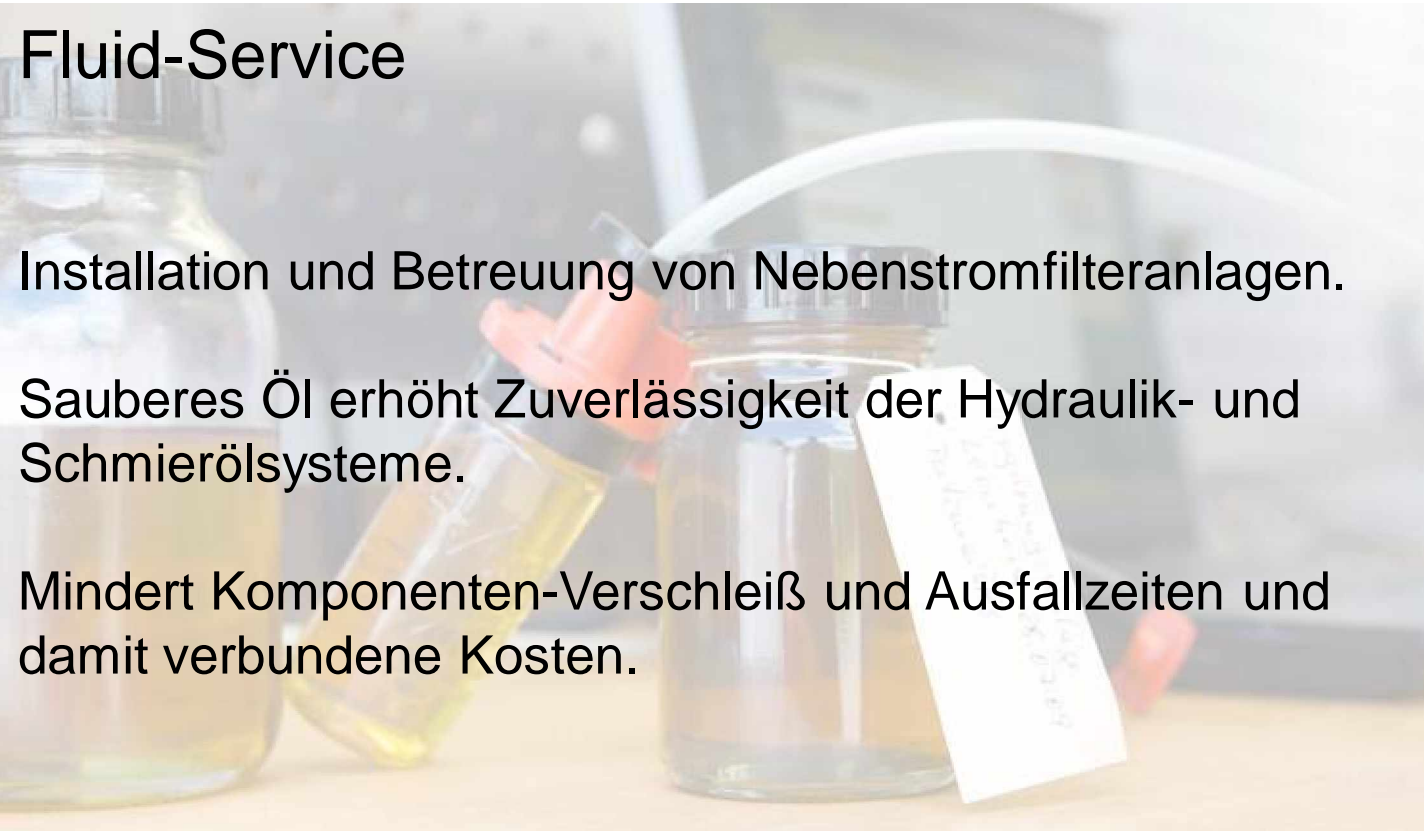 Fluid-Service
Installation und Betreuung von Nebenstromfilteranlagen.
Sauberes Öl erhöht Zuverlässigkeit der Hydraulik- und
Schmierölsysteme.
Mindert Komponenten-Verschleiß und Ausfallzeiten und
damit verbundene Kosten.